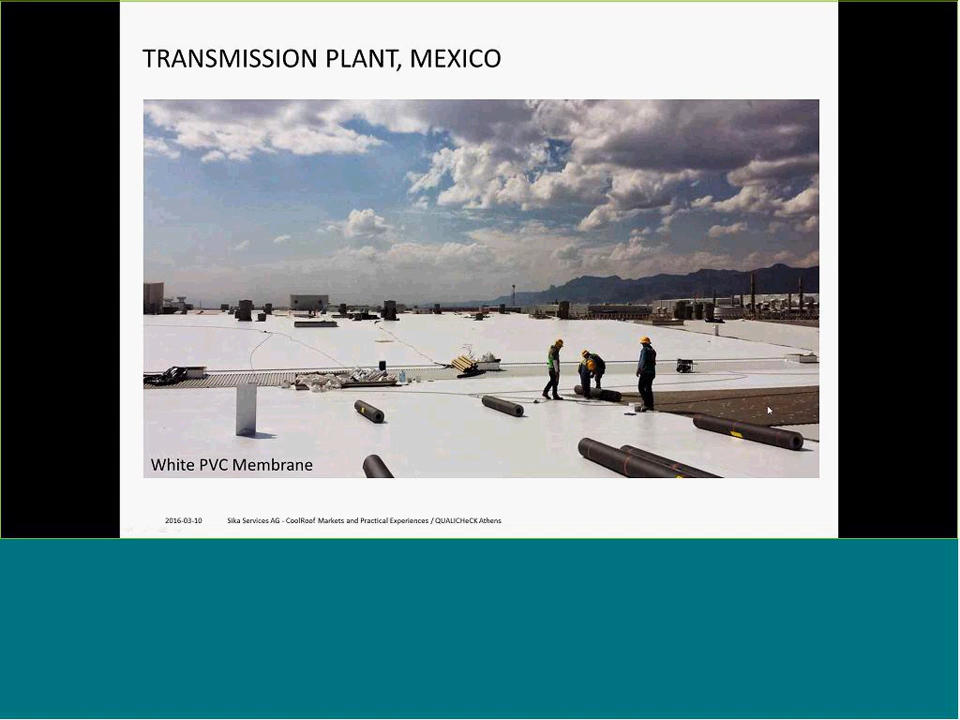 TRANSMISSION PLANT, MEXICO
White PVC Membrane
2016-03-10 Sika Services AG - CoolRoof Markets and Practical Experiences / QUALICHeCK Athens